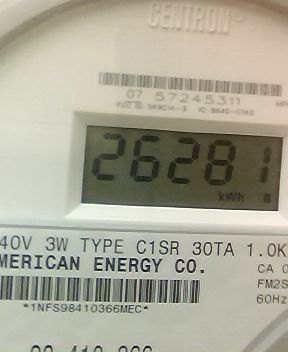 CENTRON
07 57245311
26281
kWh
40V 3W TYPE C1SR 30TA 1.0K
MERICAN ENERGY CO.
CA 0
FM2S
60Hz
*1NFS98410366MEC*